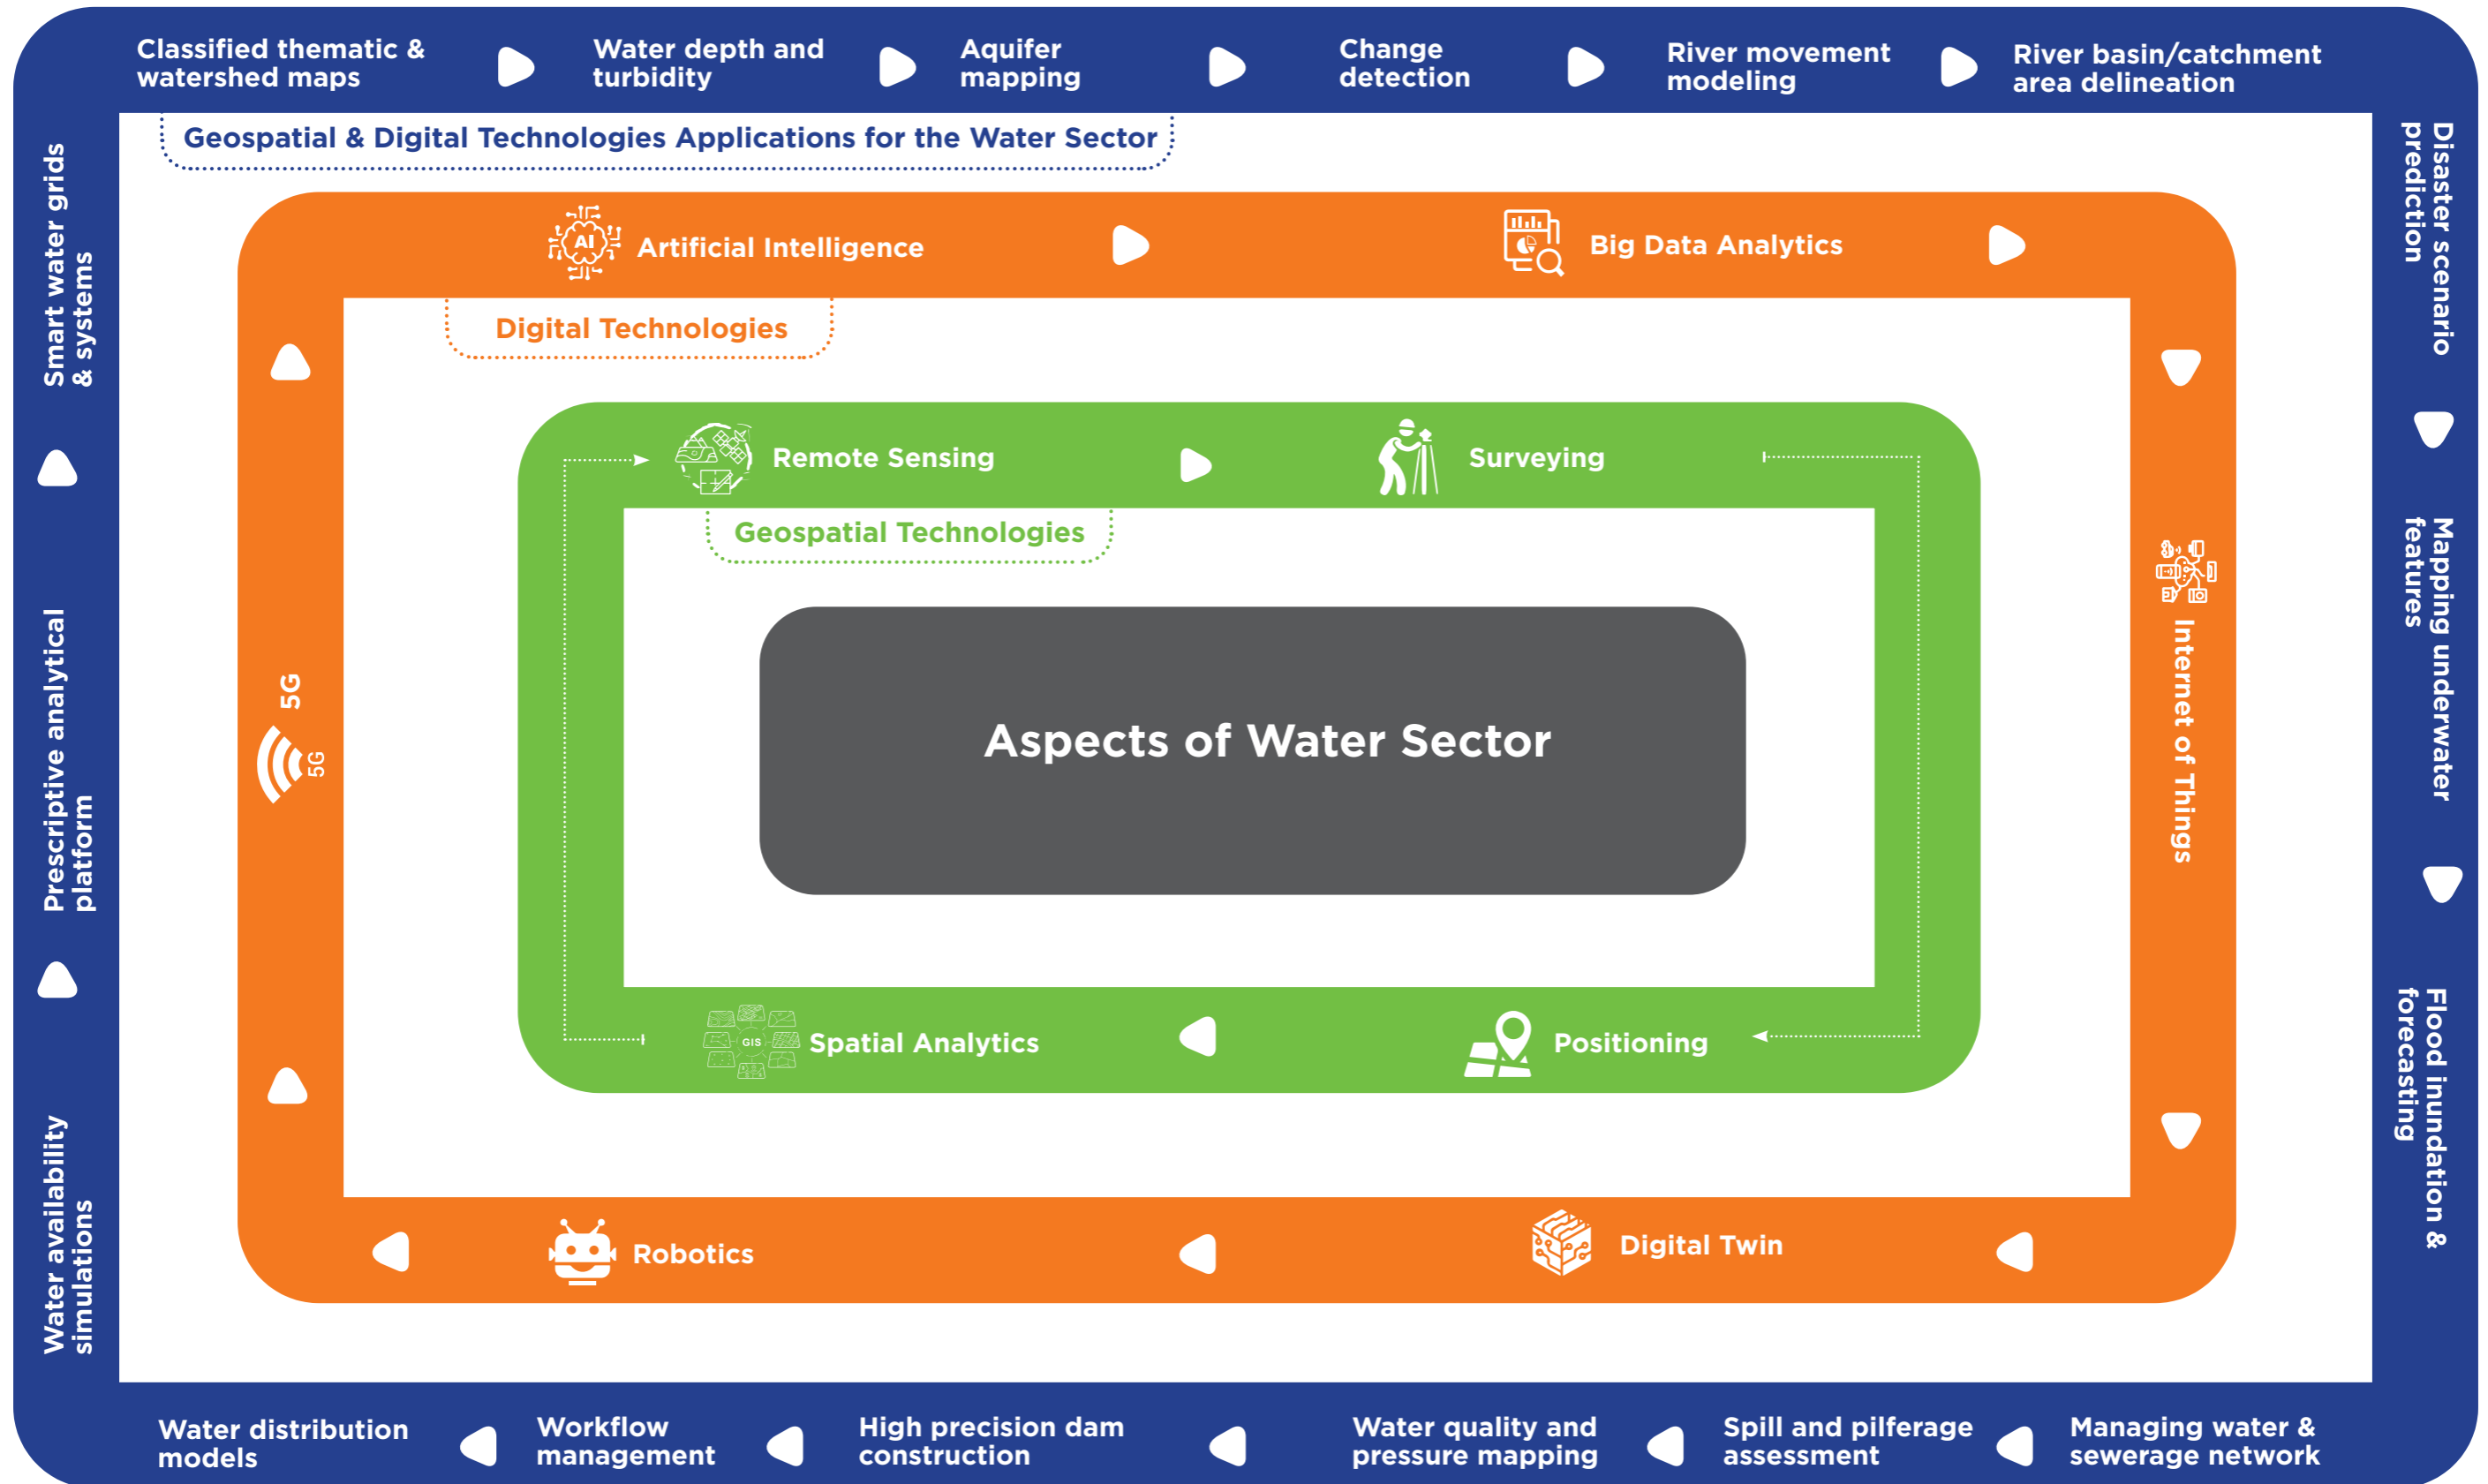 Classified thematic &
watershed maps
Water depth and
turbidity
Aquifer
mapping
Change
detection
River movement
modeling
River basin/catchment
area delineation
Geospatial & Digital Technologies Applications for the Water Sector
Disaster scenario
prediction
Mapping underwater
features
Flood inundation &
forecasting
Managing water &
sewerage network
Spill and pilferage
assessment
Water quality and
pressure mapping
High precision dam
construction
Workflow
management
Water distribution
models
Water availability
simulations
Prescriptive analytical
platform
Smart water grids
& systems
AI
Artificial Intelligence
Big Data Analytics
Digital Technologies
Internet of Things
Digital Twin
Robotics
5G
5G
Remote Sensing
Surveying
Geospatial Technologies
Positioning
GIS
Spatial Analytics
Aspects of Water Sector